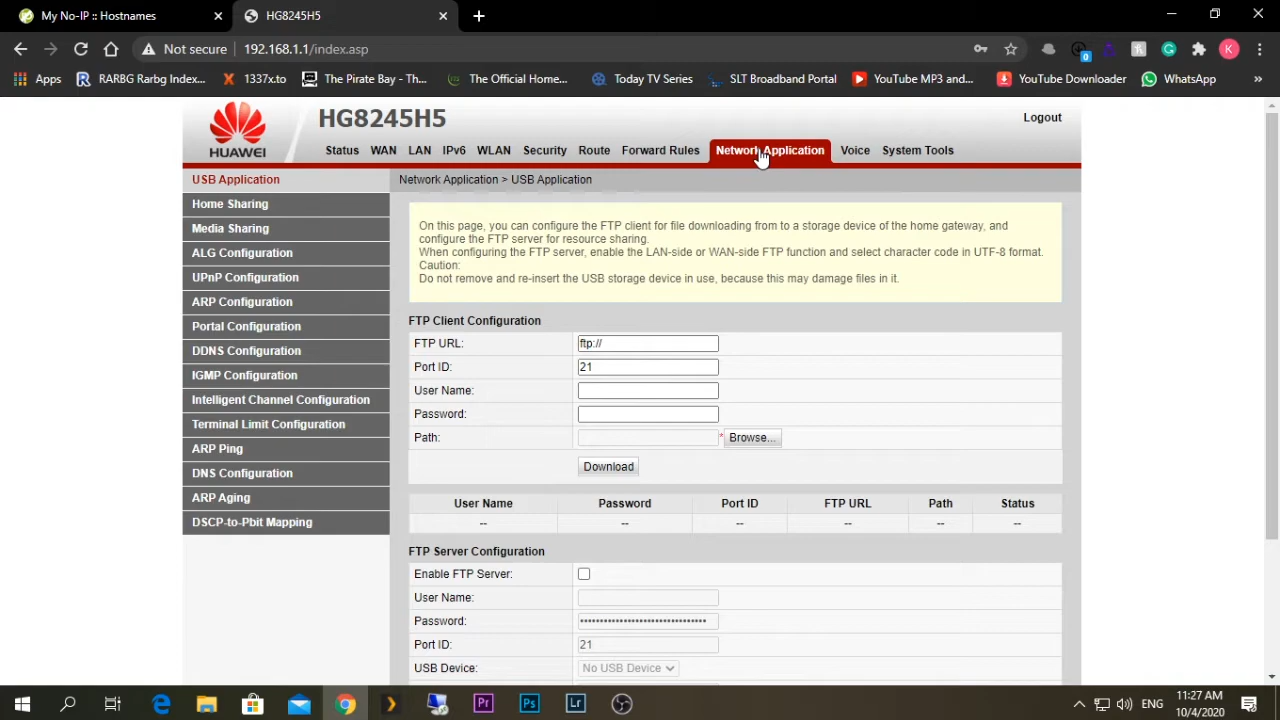 My No-IP :: Hostnames
HG8245H5
Not secure
192.168.1.1/index.asp
0
K
Apps
RARBG Rarbg Index...
1337x.to
The Pirate Bay - Th...
The Official Home...
Today TV Series
SLT Broadband Portal
YouTube MP3 and...
YouTube Downloader
WhatsApp
»
HUAWEI
HG8245H5
Logout
Status WAN LAN IPv6 WLAN Security Route Forward Rules Network Application Voice System Tools
USB Application
Home Sharing
Media Sharing
ALG Configuration
UPnP Configuration
ARP Configuration
Portal Configuration
DDNS Configuration
IGMP Configuration
Intelligent Channel Configuration
Terminal Limit Configuration
ARP Ping
DNS Configuration
ARP Aging
DSCP-to-Pbit Mapping
Network Application > USB Application
On this page, you can configure the FTP client for file downloading from to a storage device of the home gateway, and
configure the FTP server for resource sharing.
When configuring the FTP server, enable the LAN-side or WAN-side FTP function and select character code in UTF-8 format.
Caution:
Do not remove and re-insert the USB storage device in use, because this may damage files in it.
FTP Client Configuration
FTP URL: ftp://
Port ID: 21
User Name:
Password:
Path: * Browse...
Download
User Name Password Port ID FTP URL Path Status
-- -- -- -- -- --
FTP Server Configuration
Enable FTP Server:
User Name:
Password:
Port ID: 21
USB Device: No USB Device
Pr
Ps
Lr
ENG
11:27 AM
10/4/2020